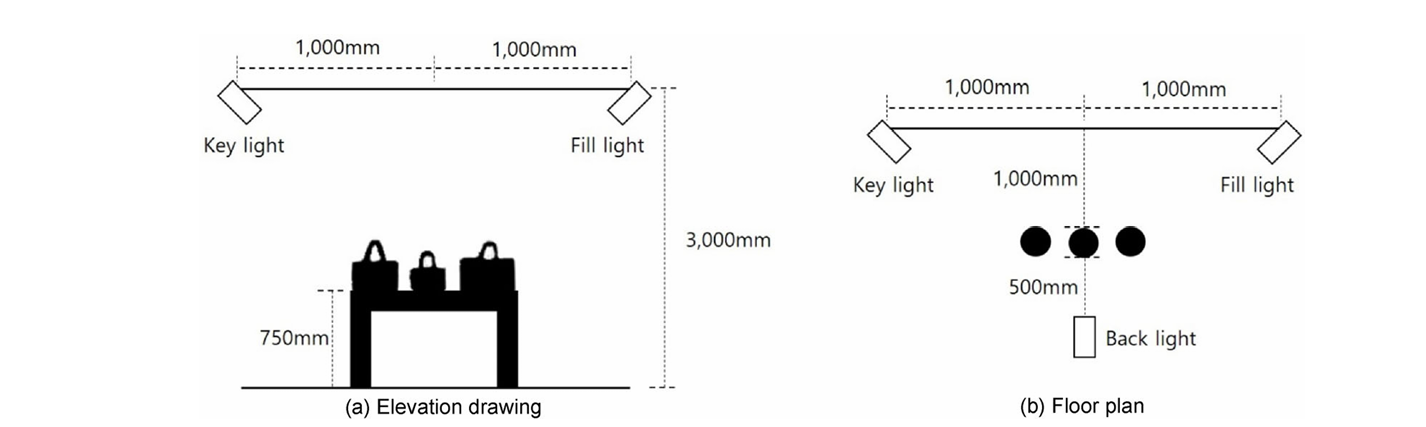 1,000mm 1,000mm
Key light Fill light
3,000mm
750mm
(a) Elevation drawing
1,000mm 1,000mm
Key light Fill light
1,000mm
500mm
Back light
(b) Floor plan